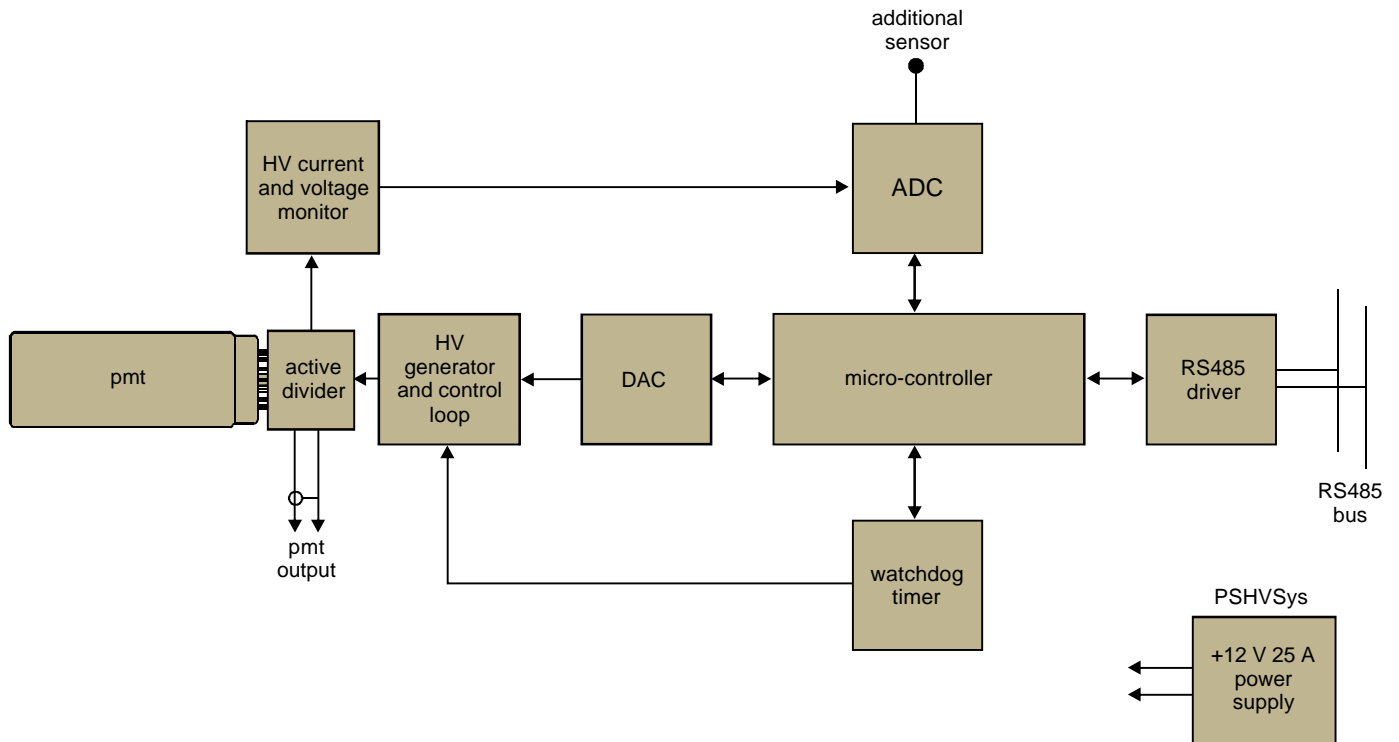 additional
sensor
HV current
and voltage
monitor
ADC
pmt
active
divider
HV
generator
and control
loop
DAC
micro-controller
RS485
driver
RS485
bus
pmt
output
watchdog
timer
PSHVSys
+12 V 25 A
power
supply